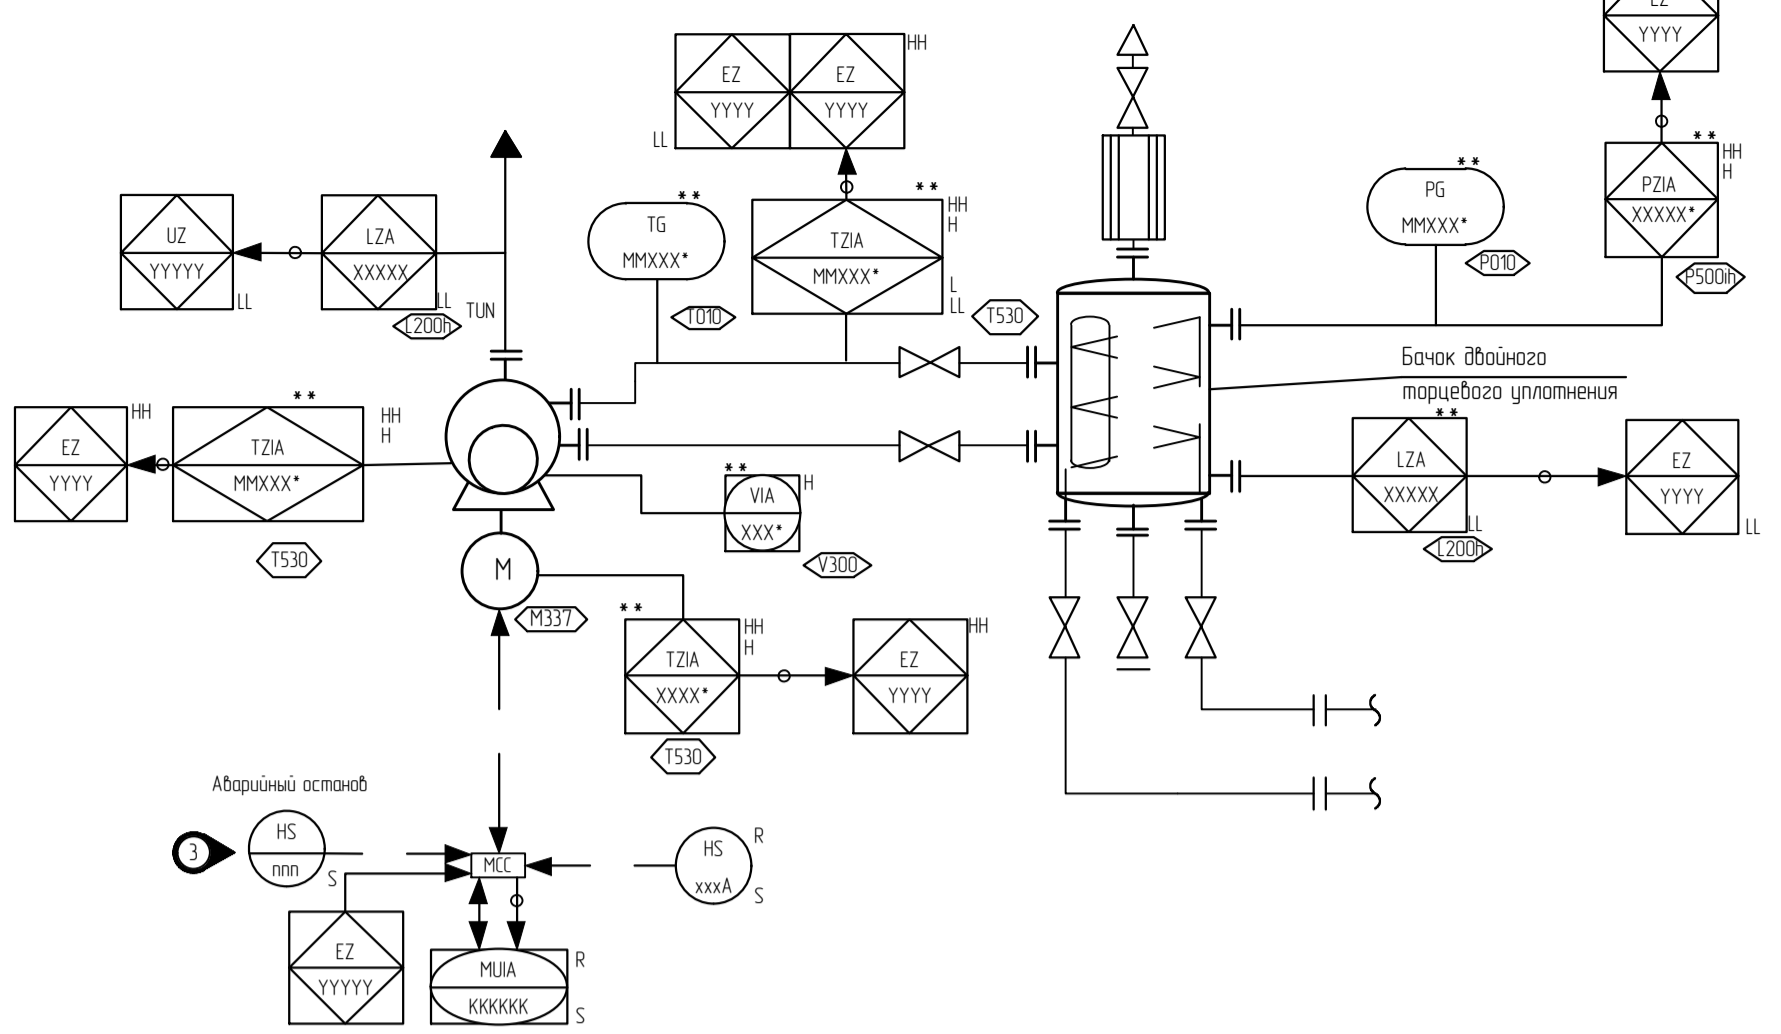 EZ
YYYY
HH
EZ
YYYY
EZ
YYYY
LL
**
HH
H
PZIA
XXXXX*
P500ih
**
PG
MMXXX*
P010
**
TG
MMXXX*
T010
**
HH
H
TZIA
MMXXX*
L
LL
T530
UZ
YYYYY
LL
LZA
XXXXX
LL
L200h
TUN
Бачок двойного
торцевого уплотнения
**
LZA
XXXXX
LL
L200h
EZ
YYYY
LL
EZ
YYYY
HH
**
TZIA
MMXXX*
HH
H
T530
**
VIA
XXX*
H
V300
M
M337
**
TZIA
XXXX*
HH
H
T530
EZ
YYYY
HH
Аварийный останов
3
HS
ппп
S
MCC
HS
xxxA
R
S
EZ
YYYYY
MUIA
KKKKKK
R
S